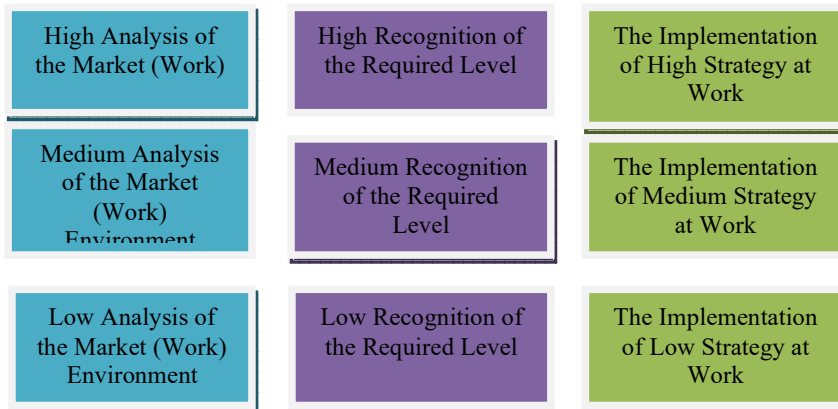 High Analysis of
the Market (Work)
High Recognition of
the Required Level
The Implementation
of High Strategy at
Work
Medium Analysis
of the Market
(Work)
Environment
Medium Recognition
of the Required
Level
The Implementation
of Medium Strategy
at Work
Low Analysis of
the Market (Work)
Environment
Low Recognition of
the Required Level
The Implementation
of Low Strategy at
Work